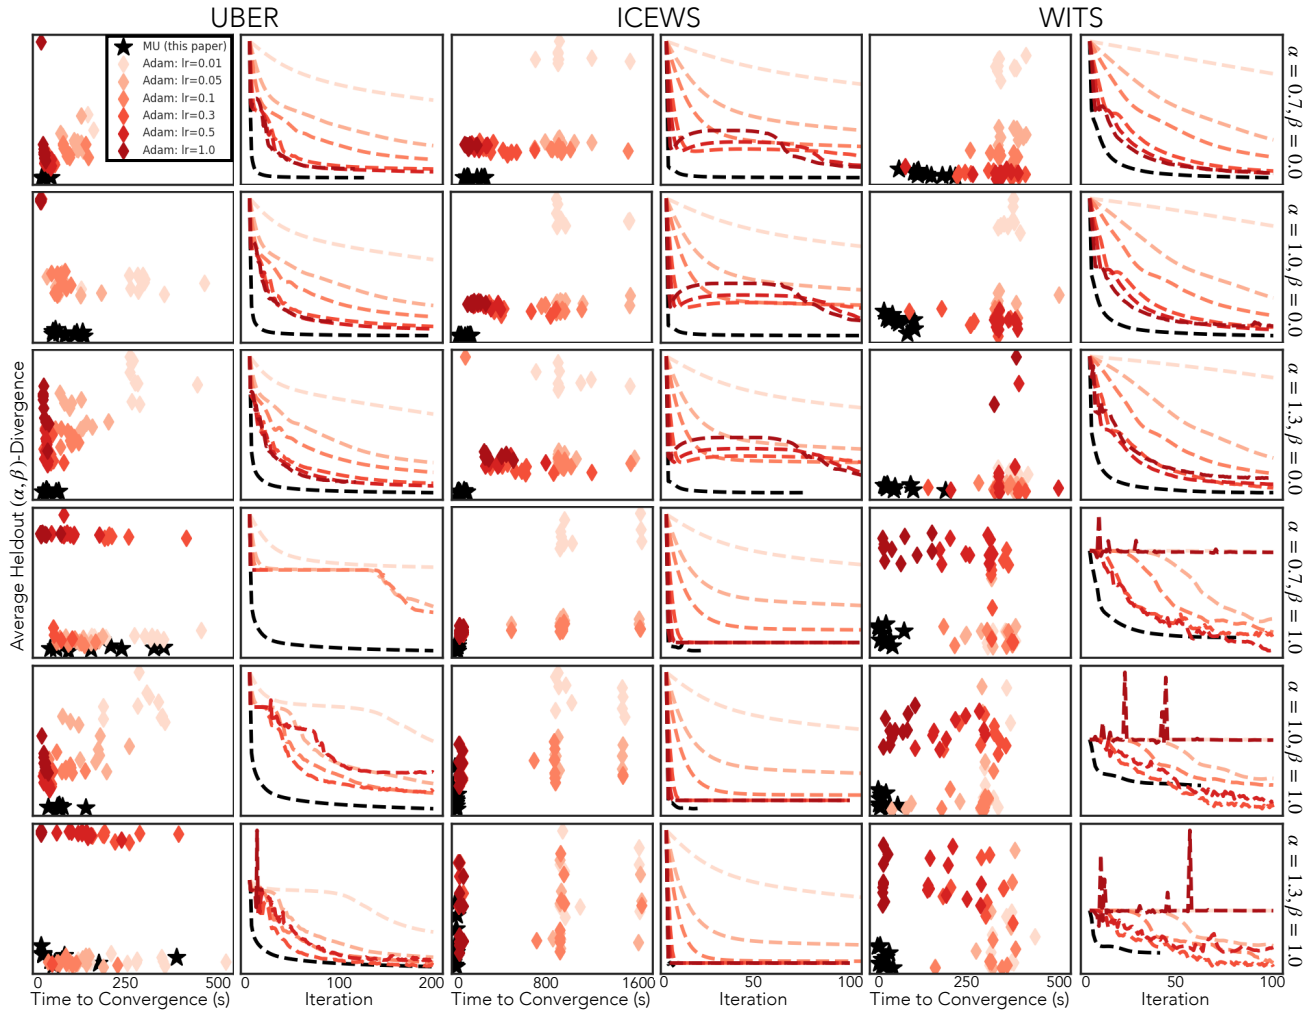 UBER
ICEWS
WITS
MU (this paper)
Adam: lr=0.01
Adam: lr=0.05
Adam: lr=0.1
Adam: lr=0.3
Adam: lr=0.5
Adam: lr=1.0
α = 0.7, β = 0.0
α = 1.0, β = 0.0
α = 1.3, β = 0.0
α = 0.7, β = 1.0
α = 1.0, β = 1.0
α = 1.3, β = 1.0
Average Heldout (α, β)-Divergence
0 250 500
0 100 200
0 800 1600
0 50 100
0 250 500
0 50 100
Time to Convergence (s)
Iteration
Time to Convergence (s)
Iteration
Time to Convergence (s)
Iteration